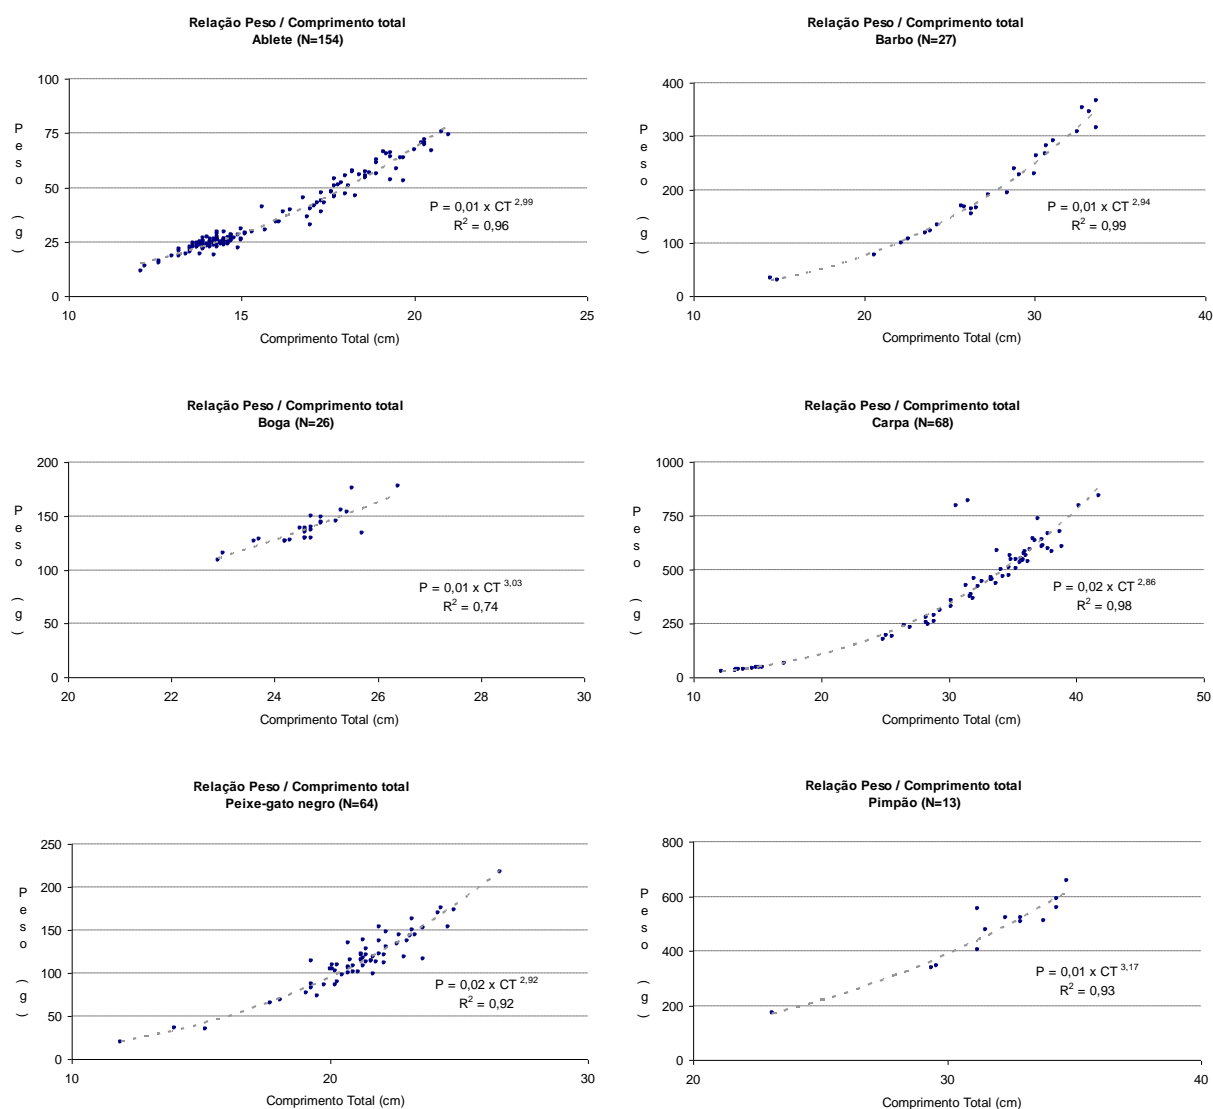 Relação Peso / Comprimento total
Ablete (N=154)
100
75
50
25
0
10
15
20
25
Peso (g)
P = 0,01 x CT 2,99
R2 = 0,96
Comprimento Total (cm)
Relação Peso / Comprimento total
Barbo (N=27)
400
300
200
100
0
10
20
30
40
Peso (g)
P = 0,01 x CT 2,94
R2 = 0,99
Comprimento Total (cm)
Relação Peso / Comprimento total
Boga (N=26)
200
150
100
50
0
20
22
24
26
28
30
Peso (g)
P = 0,01 x CT 3,03
R2 = 0,74
Comprimento Total (cm)
Relação Peso / Comprimento total
Carpa (N=68)
1000
750
500
250
0
10
20
30
40
50
Peso (g)
P = 0,02 x CT 2,86
R2 = 0,98
Comprimento Total (cm)
Relação Peso / Comprimento total
Peixe-gato negro (N=64)
250
200
150
100
50
0
10
20
30
Peso (g)
P = 0,02 x CT 2,92
R2 = 0,92
Comprimento Total (cm)
Relação Peso / Comprimento total
Pimpão (N=13)
800
600
400
200
0
20
30
40
Peso (g)
P = 0,01 x CT 3,17
R2 = 0,93
Comprimento Total (cm)